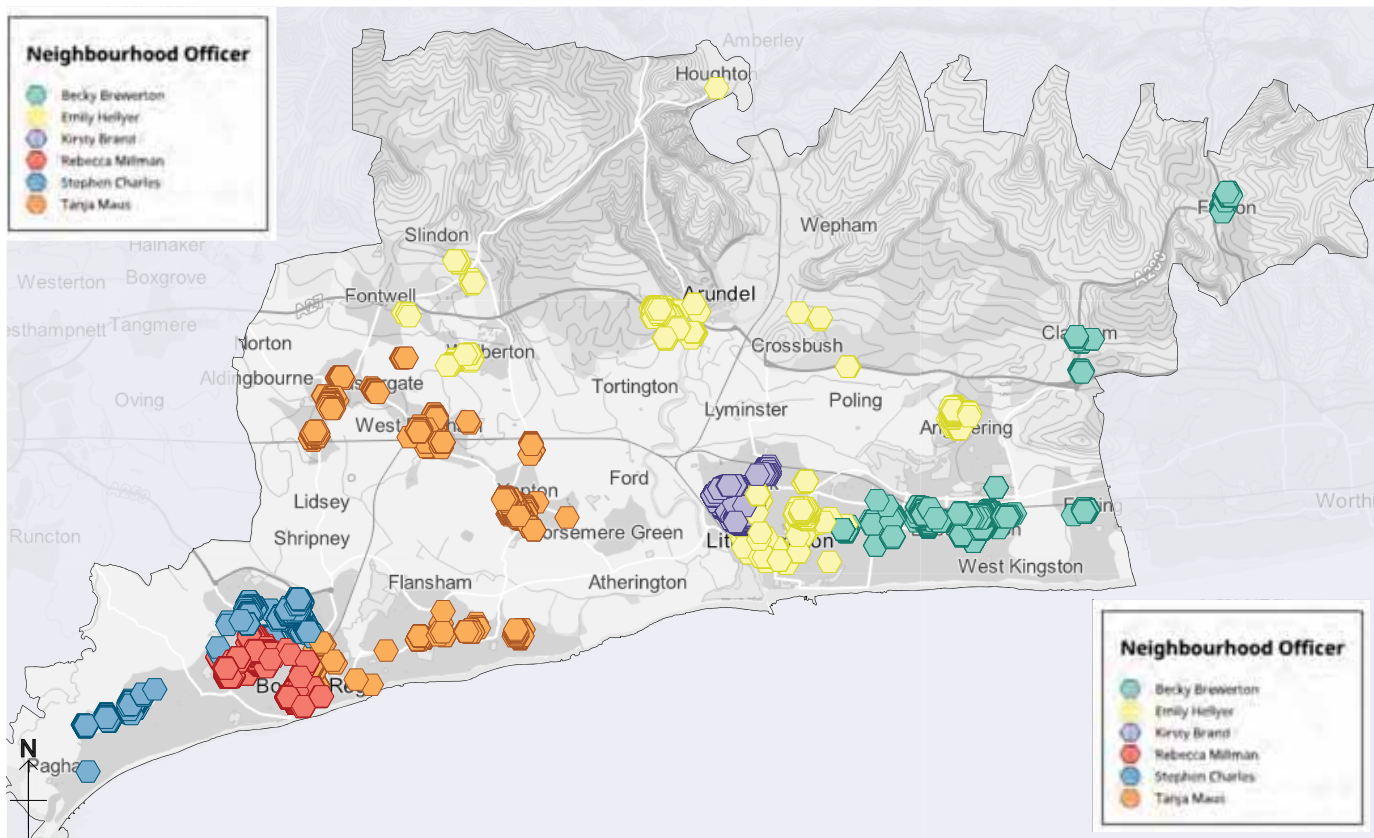 Neighbourhood Officer
Becky Brewerton
Emily Hellyer
Kirsty Brand
Rebecca Millman
Stephen Charles
Tanja Maus
Amberley
Houghton
Halnaker
Boxgrove
Westerton
Tangmere
Slindon
Fontwell
A27
Wepham
Arundel
Crossbush
A280
Norton
Aldingbourne
Oving
Tortington
Lyminster
Poling
Ford
Lidsey
Shripney
Runcton
Flansham
Atherington
West Kingston
N
Neighbourhood Officer
Becky Brewerton
Emily Hellyer
Kirsty Brand
Rebecca Millman
Stephen Charles
Tanja Maus